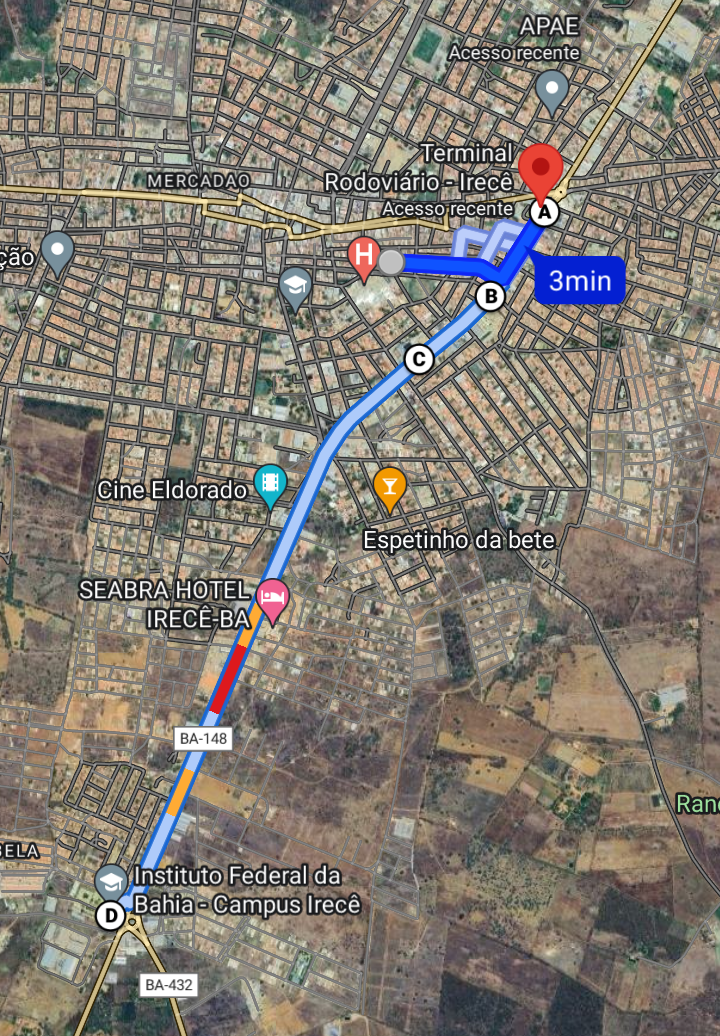 APAE
Acesso recente
Terminal
Rodoviário - Irecê
Acesso recente
MERCADAO
A
ção
H
3min
B
C
Cine Eldorado
Espetinho da bete
SEABRA HOTEL
IRECÊ-BA
BA-148
Ranc
BELA
Instituto Federal da
Bahia - Campus Irecê
D
BA-432